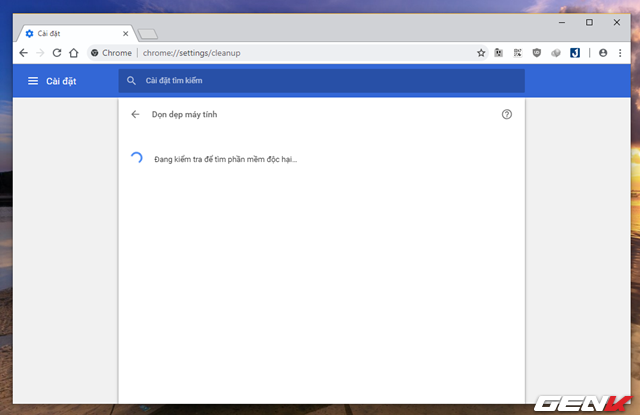 Cài đặt
Chrome | chrome://settings/cleanup
Cài đặt
Cài đặt tìm kiếm
Dọn dẹp máy tính
Đang kiểm tra để tìm phần mềm độc hại...
GENK